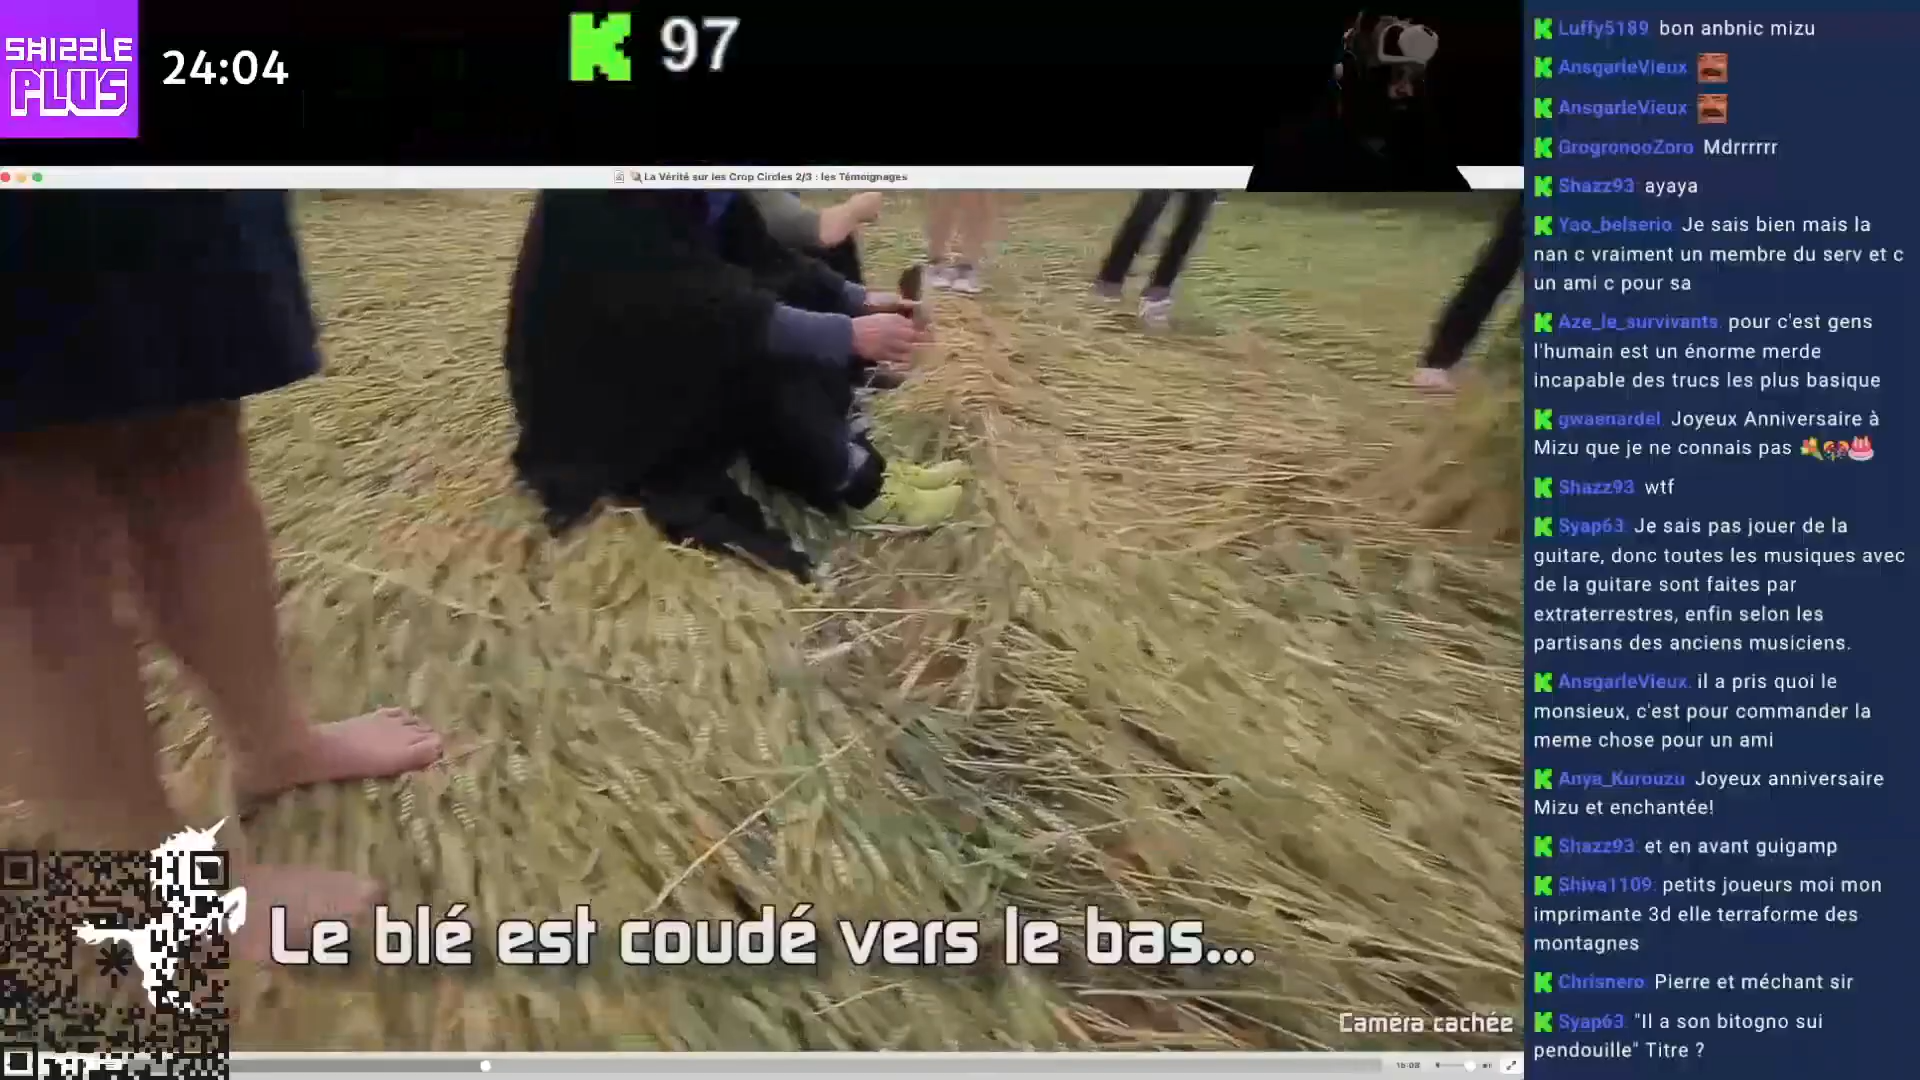 SHIZZLE
PLUS
24:04
97
La Vérité sur les Crop Circles 2/3 : les Témoignages
Le blé est coudé vers le bas...
Caméra cachée
Luffy5189 bon anbnic mizu
AnsgarleVieux
AnsgarleVieux
GrogronooZoro Mdrrrrrr
Shazz93: ayaya
Yao_belserio: Je sais bien mais la
nan c vraiment un membre du serv et c
un ami c pour sa
Aze_le_survivants: pour c'est gens
l'humain est un énorme merde
incapable des trucs les plus basique
gwaenardel: Joyeux Anniversaire à
Mizu que je ne connais pas
Shazz93: wtf
Syap63: Je sais pas jouer de la
guitare, donc toutes les musiques avec
de la guitare sont faites par
extraterrestres, enfin selon les
partisans des anciens musiciens.
AnsgarleVieux: il a pris quoi le
monsieux, c'est pour commander la
meme chose pour un ami
Anya_Kurouzu: Joyeux anniversaire
Mizu et enchantée!
Shazz93: et en avant guigamp
Shiva1109: petits joueurs moi mon
imprimante 3d elle terraforme des
montagnes
Chrisnero: Pierre et méchant sir
Syap63: "Il a son bitogno sui
pendouille" Titre ?